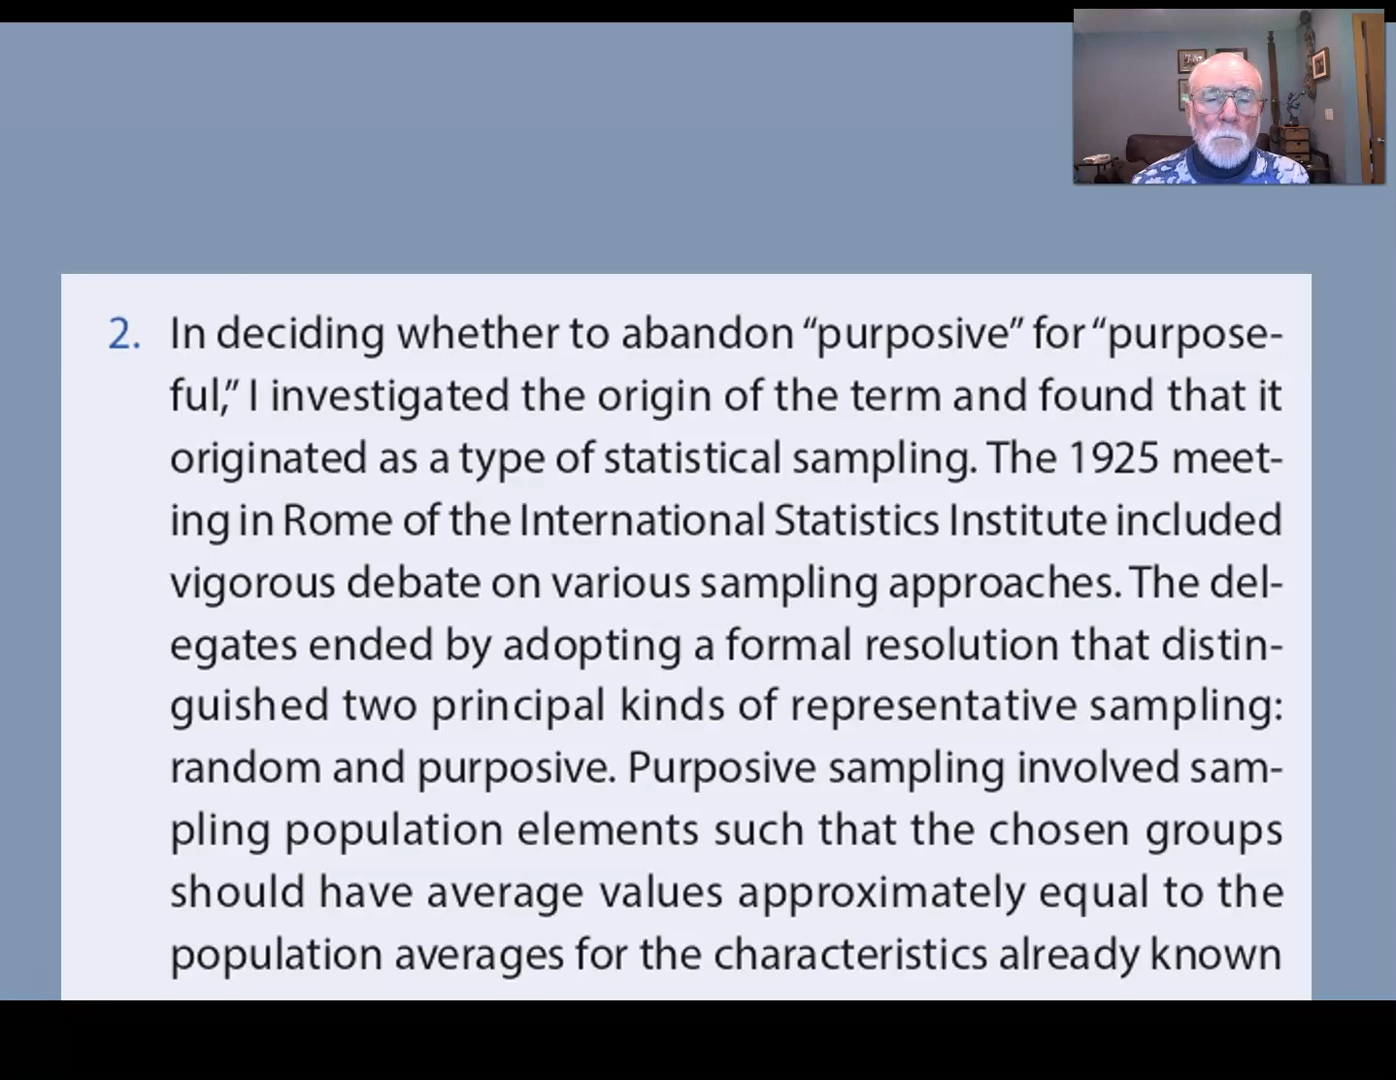 2. In deciding whether to abandon “purposive” for “purpose-
ful,” I investigated the origin of the term and found that it
originated as a type of statistical sampling. The 1925 meet-
ing in Rome of the International Statistics Institute included
vigorous debate on various sampling approaches. The del-
egates ended by adopting a formal resolution that distin-
guished two principal kinds of representative sampling:
random and purposive. Purposive sampling involved sam-
pling population elements such that the chosen groups
should have average values approximately equal to the
population averages for the characteristics already known